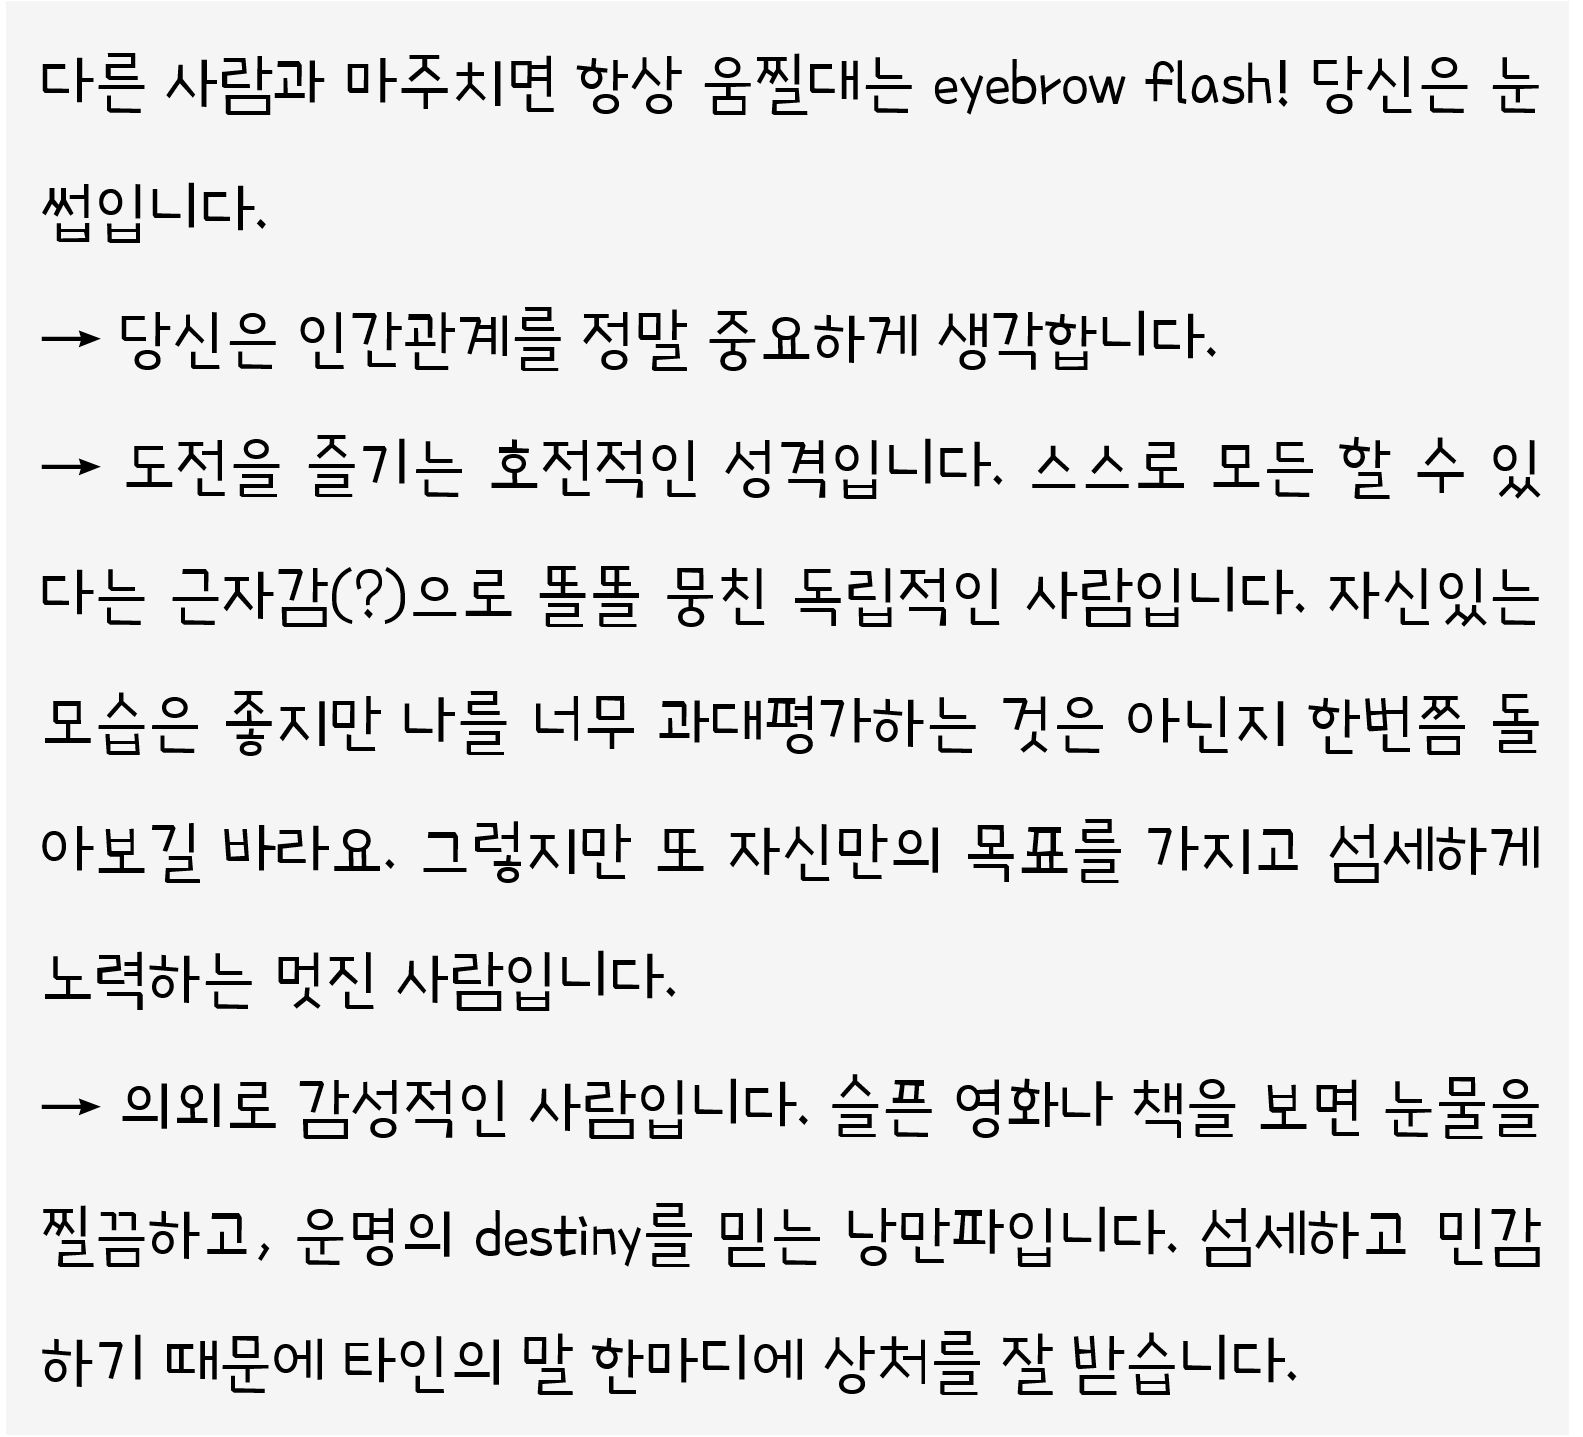 다른 사람과 마주치면 항상 움찔대는 eyebrow flash! 당신은 눈
썹입니다.
→ 당신은 인간관계를 정말 중요하게 생각합니다.
→ 도전을 즐기는 호전적인 성격입니다. 스스로 모든 할 수 있
다는 근자감(?)으로 똘똘 뭉친 독립적인 사람입니다. 자신있는
모습은 좋지만 나를 너무 과대평가하는 것은 아닌지 한번쯤 돌
아보길 바라요. 그렇지만 또 자신만의 목표를 가지고 섬세하게
노력하는 멋진 사람입니다.
→ 의외로 감성적인 사람입니다. 슬픈 영화나 책을 보면 눈물을
찔끔하고, 운명의 destiny를 믿는 낭만파입니다. 섬세하고 민감
하기 때문에 타인의 말 한마디에 상처를 잘 받습니다.